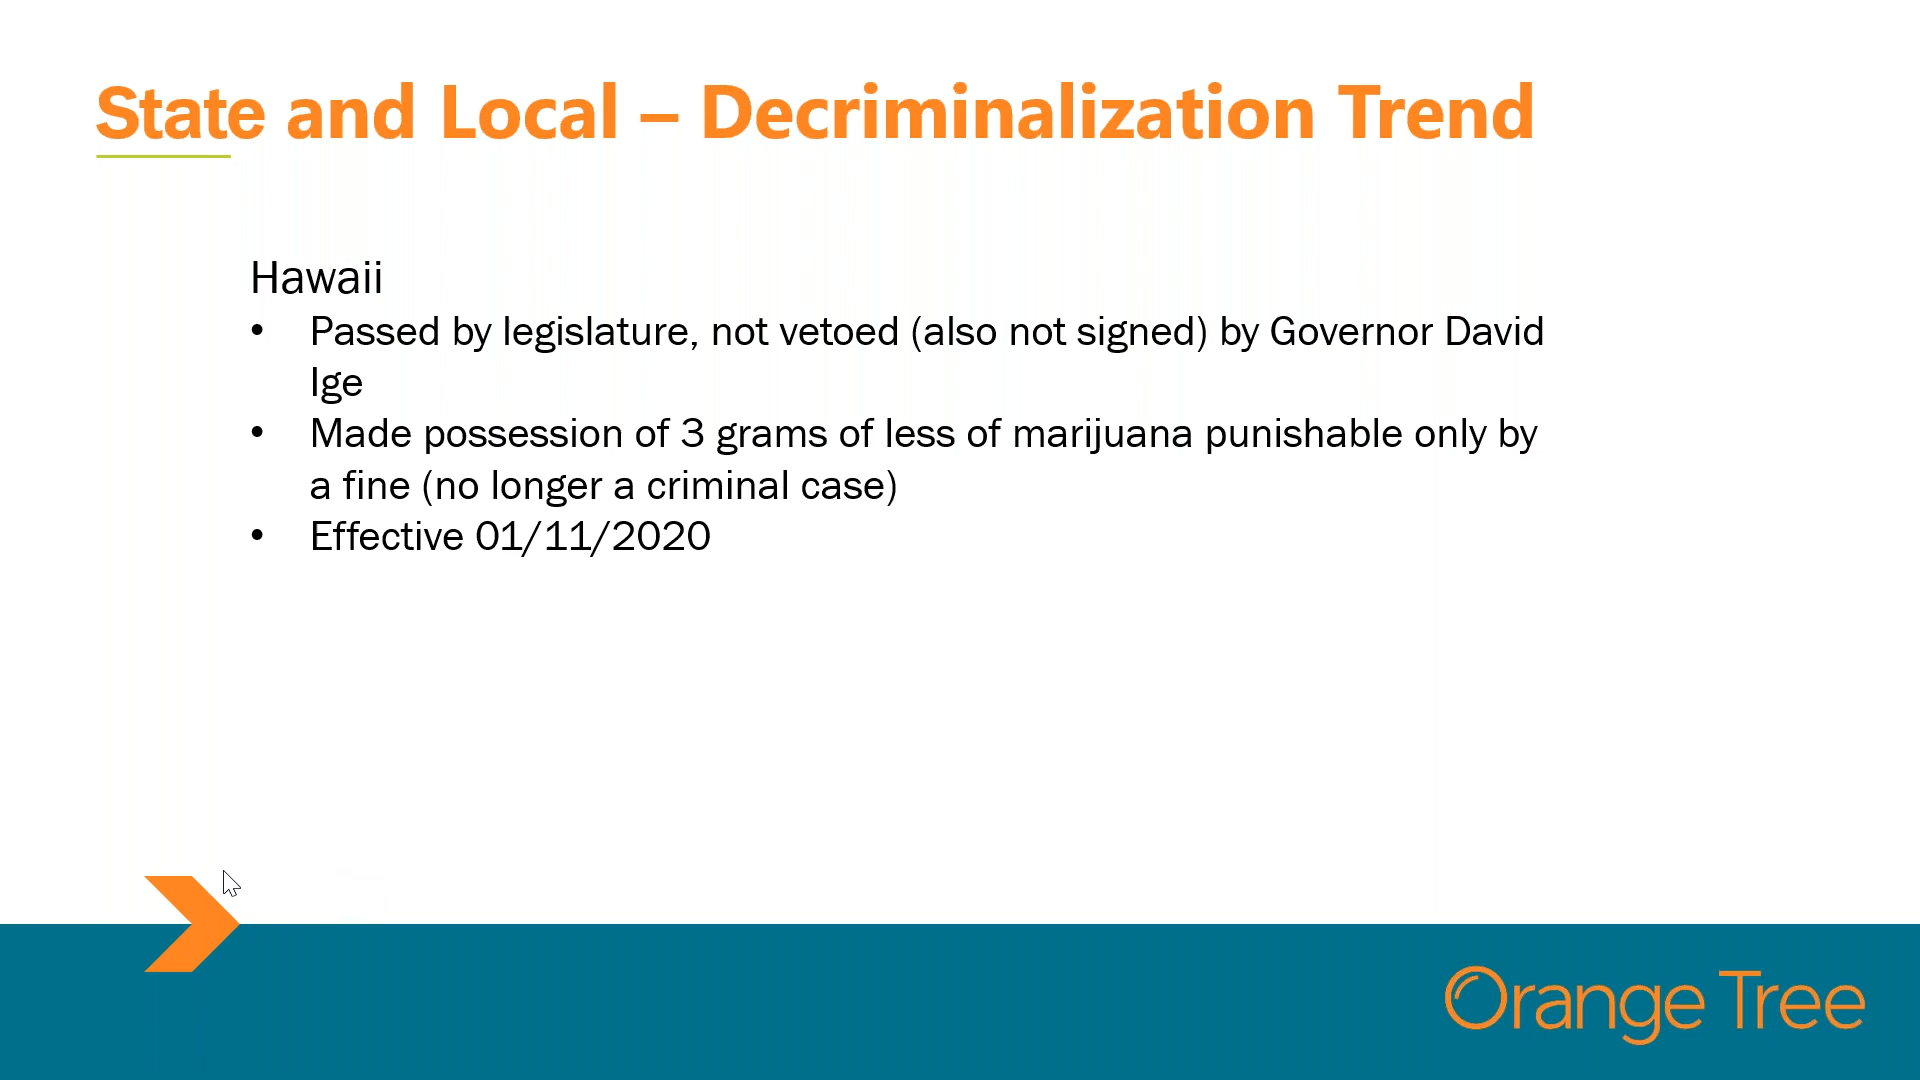 State and Local – Decriminalization Trend
Hawaii
• Passed by legislature, not vetoed (also not signed) by Governor David
Ige
• Made possession of 3 grams of less of marijuana punishable only by
a fine (no longer a criminal case)
• Effective 01/11/2020
Orange Tree